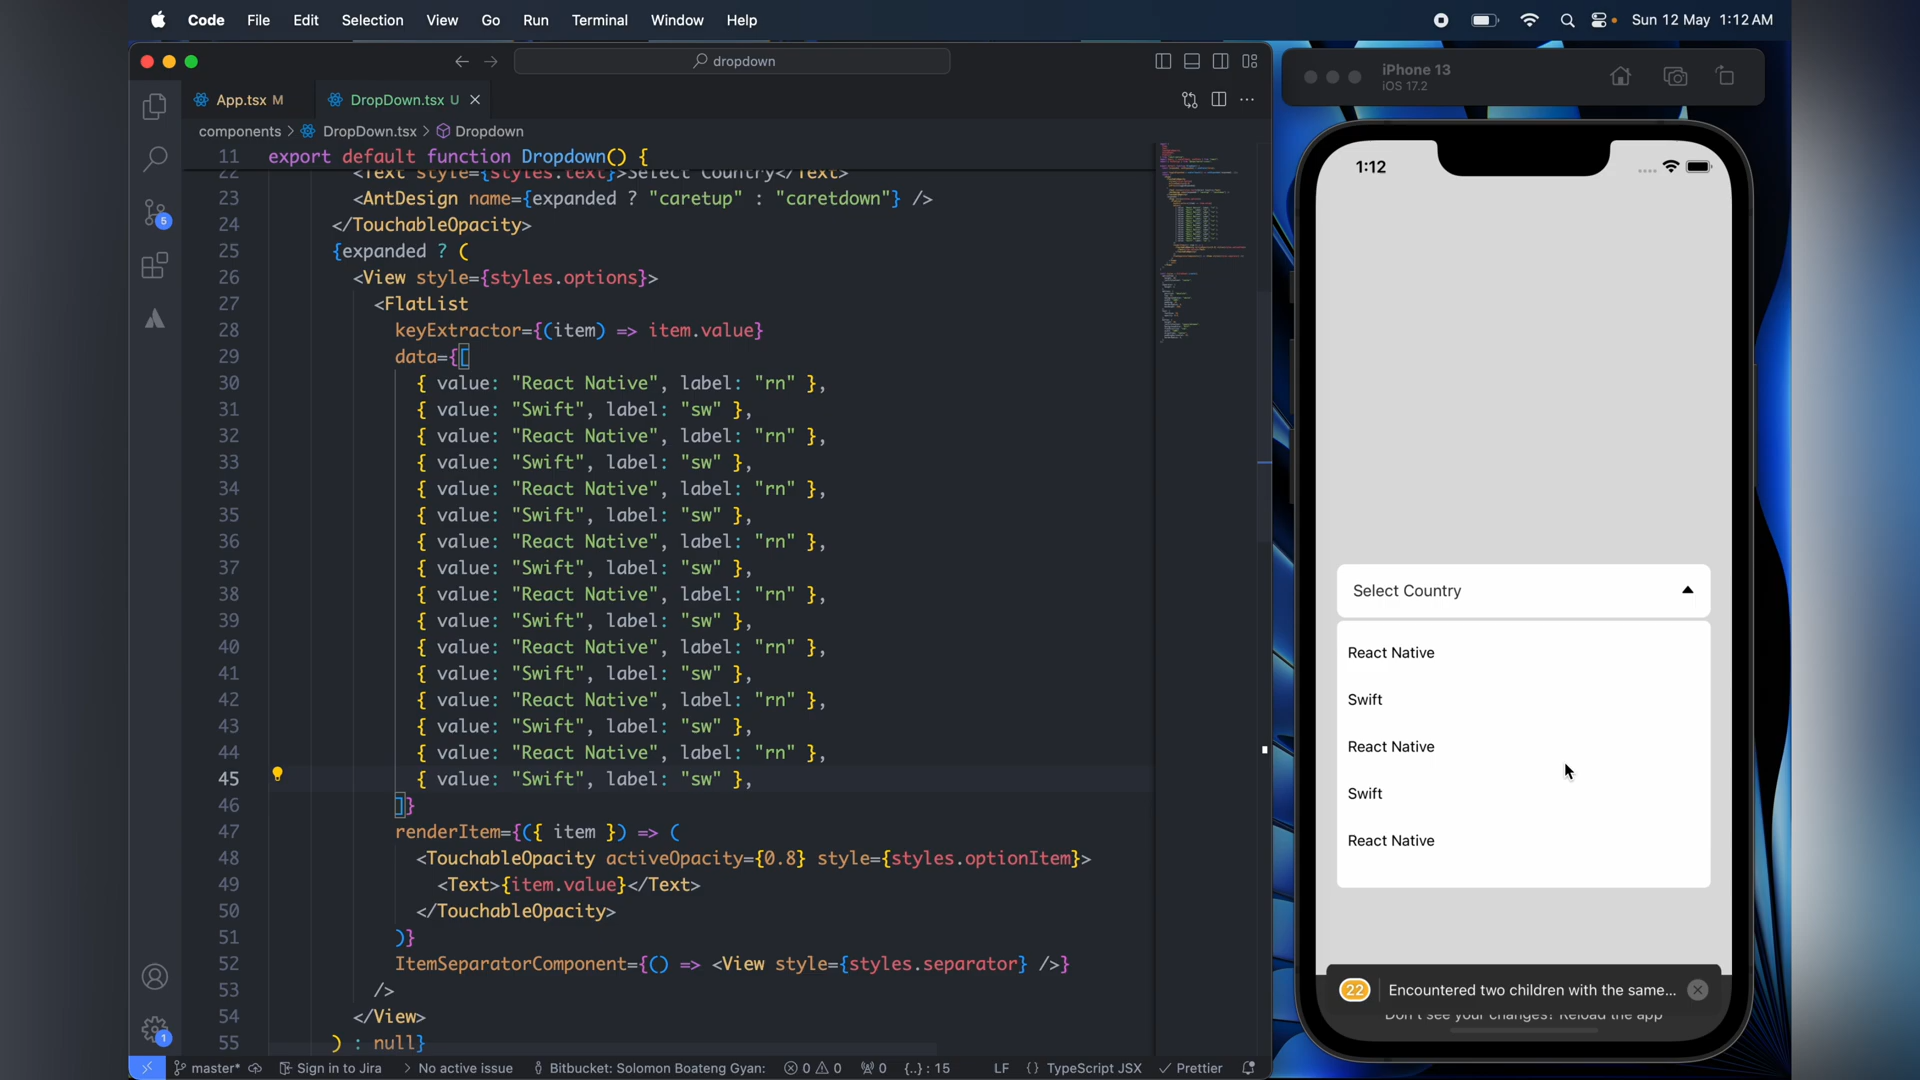 Code File Edit Selection View Go Run Terminal Window Help
Sun 12 May 1:12 AM
dropdown
App.tsx M
DropDown.tsx U
components > DropDown.tsx > Dropdown
11 export default function Dropdown() {
22 <Text style={styles.text}>Select Country</Text>
23 <AntDesign name={expanded ? "caretup" : "caretdown"} />
24 </TouchableOpacity>
25 {expanded ? (
26 <View style={styles.options}>
27 <FlatList
28 keyExtractor={(item) => item.value}
29 data={[
30 { value: "React Native", label: "rn" },
31 { value: "Swift", label: "sw" },
32 { value: "React Native", label: "rn" },
33 { value: "Swift", label: "sw" },
34 { value: "React Native", label: "rn" },
35 { value: "Swift", label: "sw" },
36 { value: "React Native", label: "rn" },
37 { value: "Swift", label: "sw" },
38 { value: "React Native", label: "rn" },
39 { value: "Swift", label: "sw" },
40 { value: "React Native", label: "rn" },
41 { value: "Swift", label: "sw" },
42 { value: "React Native", label: "rn" },
43 { value: "Swift", label: "sw" },
44 { value: "React Native", label: "rn" },
45 { value: "Swift", label: "sw" },
46 ]}
47 renderItem={({ item }) => (
48 <TouchableOpacity activeOpacity={0.8} style={styles.optionItem}>
49 <Text>{item.value}</Text>
50 </TouchableOpacity>
51 )}
52 ItemSeparatorComponent={() => <View style={styles.separator} />}
53 />
54 </View>
55 ) : null}
5
1
master* Sign in to Jira > No active issue Bitbucket: Solomon Boateng Gyan: 0 0 0 {..} : 15 LF {} TypeScript JSX Prettier
iPhone 13
iOS 17.2
1:12
Select Country
React Native
Swift
React Native
Swift
React Native
22 Encountered two children with the same...
Don't see your changes? Reload the app